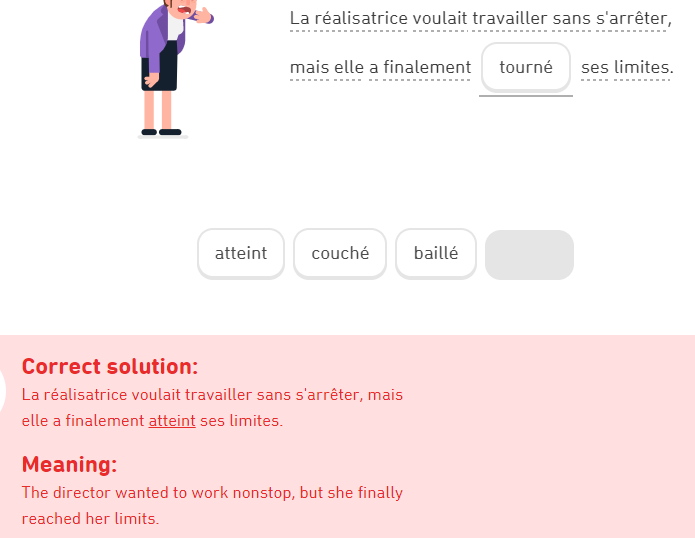 La réalisatrice voulait travailler sans s'arrêter,
mais elle a finalement tourné ses limites.
atteint couché baillé
Correct solution:
La réalisatrice voulait travailler sans s'arrêter, mais
elle a finalement atteint ses limites.
Meaning:
The director wanted to work nonstop, but she finally
reached her limits.